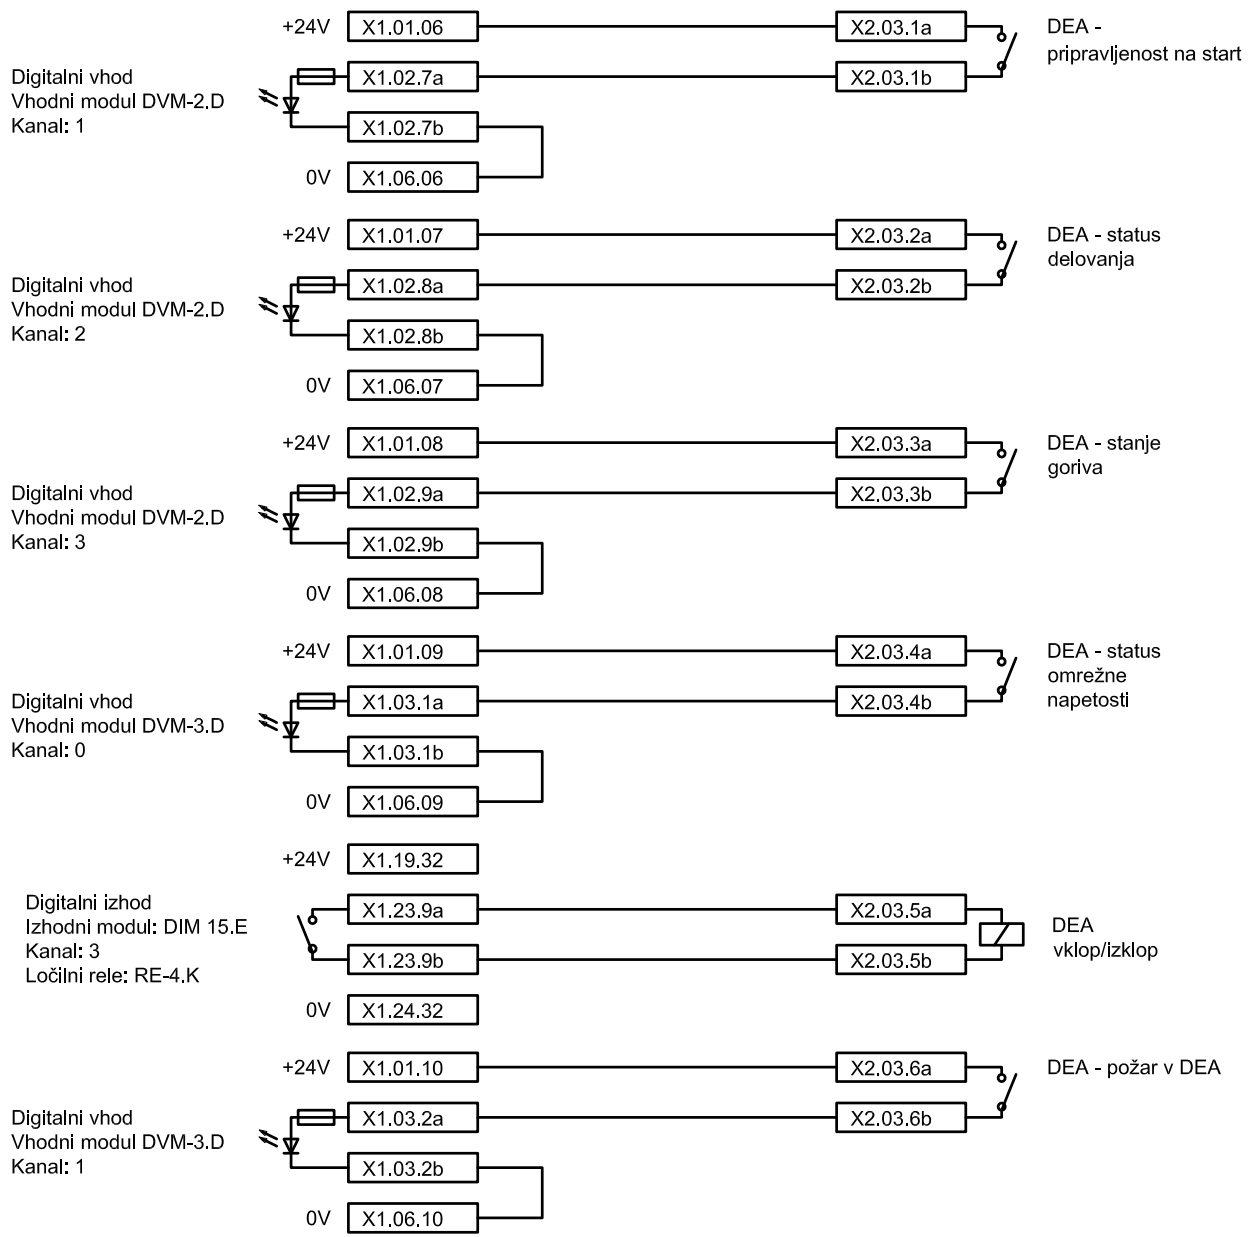 +24V X1.01.06 X2.03.1a DEA -
pripravljenost na start
Digitalni vhod
Vhodni modul DVM-2.D
Kanal: 1
X1.02.7a X2.03.1b
X1.02.7b
0V X1.06.06
+24V X1.01.07 X2.03.2a DEA - status
delovanja
Digitalni vhod
Vhodni modul DVM-2.D
Kanal: 2
X1.02.8a X2.03.2b
X1.02.8b
0V X1.06.07
+24V X1.01.08 X2.03.3a DEA - stanje
goriva
Digitalni vhod
Vhodni modul DVM-2.D
Kanal: 3
X1.02.9a X2.03.3b
X1.02.9b
0V X1.06.08
+24V X1.01.09 X2.03.4a DEA - status
omrežne
napetosti
Digitalni vhod
Vhodni modul DVM-3.D
Kanal: 0
X1.03.1a X2.03.4b
X1.03.1b
0V X1.06.09
+24V X1.19.32
Digitalni izhod
Izhodni modul: DIM 15.E
Kanal: 3
Ločilni rele: RE-4.K
X1.23.9a X2.03.5a
DEA
vklop/izklop
X1.23.9b X2.03.5b
0V X1.24.32
+24V X1.01.10 X2.03.6a DEA - požar v DEA
Digitalni vhod
Vhodni modul DVM-3.D
Kanal: 1
X1.03.2a X2.03.6b
X1.03.2b
0V X1.06.10